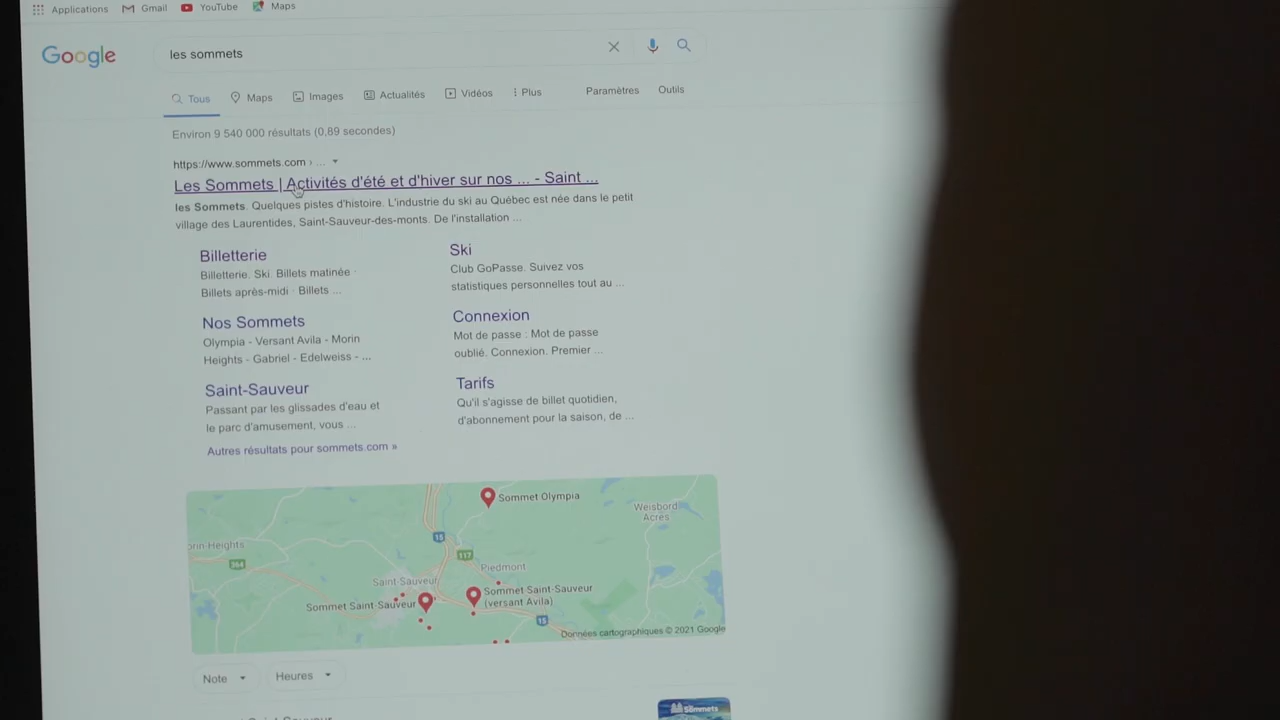 Applications Gmail YouTube Maps
Google les sommets
Tous Maps Images Actualités Vidéos Plus Paramètres Outils
Environ 9 540 000 résultats (0,89 secondes)
https://www.sommets.com › ...
Les Sommets | Activités d'été et d'hiver sur nos ... - Saint ...
les Sommets. Quelques pistes d'histoire. L'industrie du ski au Québec est née dans le petit
village des Laurentides, Saint-Sauveur-des-monts. De l'installation ...
Billetterie
Billetterie. Ski. Billets matinée ·
Billets après-midi · Billets ...
Ski
Club GoPasse. Suivez vos
statistiques personnelles tout au ...
Nos Sommets
Olympia - Versant Avila - Morin
Heights - Gabriel - Edelweiss - ...
Connexion
Mot de passe : Mot de passe
oublié. Connexion. Premier ...
Saint-Sauveur
Passant par les glissades d'eau et
le parc d'amusement, vous ...
Tarifs
Qu'il s'agisse de billet quotidien,
d'abonnement pour la saison, de ...
Autres résultats pour sommets.com »
Sommet Olympia
Weisbord
Acres
15
orin-Heights
364
117
Piedmont
Saint-Sauveur
Sommet Saint-Sauveur
Sommet Saint-Sauveur
(versant Avila)
15
Données cartographiques © 2021 Google
Note Heures
Sommets